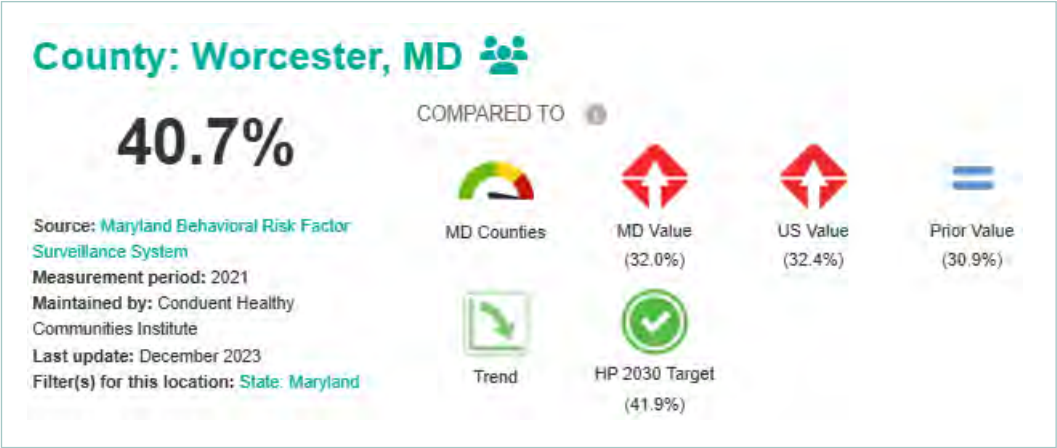 County: Worcester, MD
40.7%
Source: Maryland Behavioral Risk Factor
Surveillance System
Measurement period: 2021
Maintained by: Conduent Healthy
Communities Institute
Last update: December 2023
Filter(s) for this location: State: Maryland
COMPARED TO
MD Counties
MD Value
(32.0%)
US Value
(32.4%)
Prior Value
(30.9%)
Trend
HP 2030 Target
(41.9%)